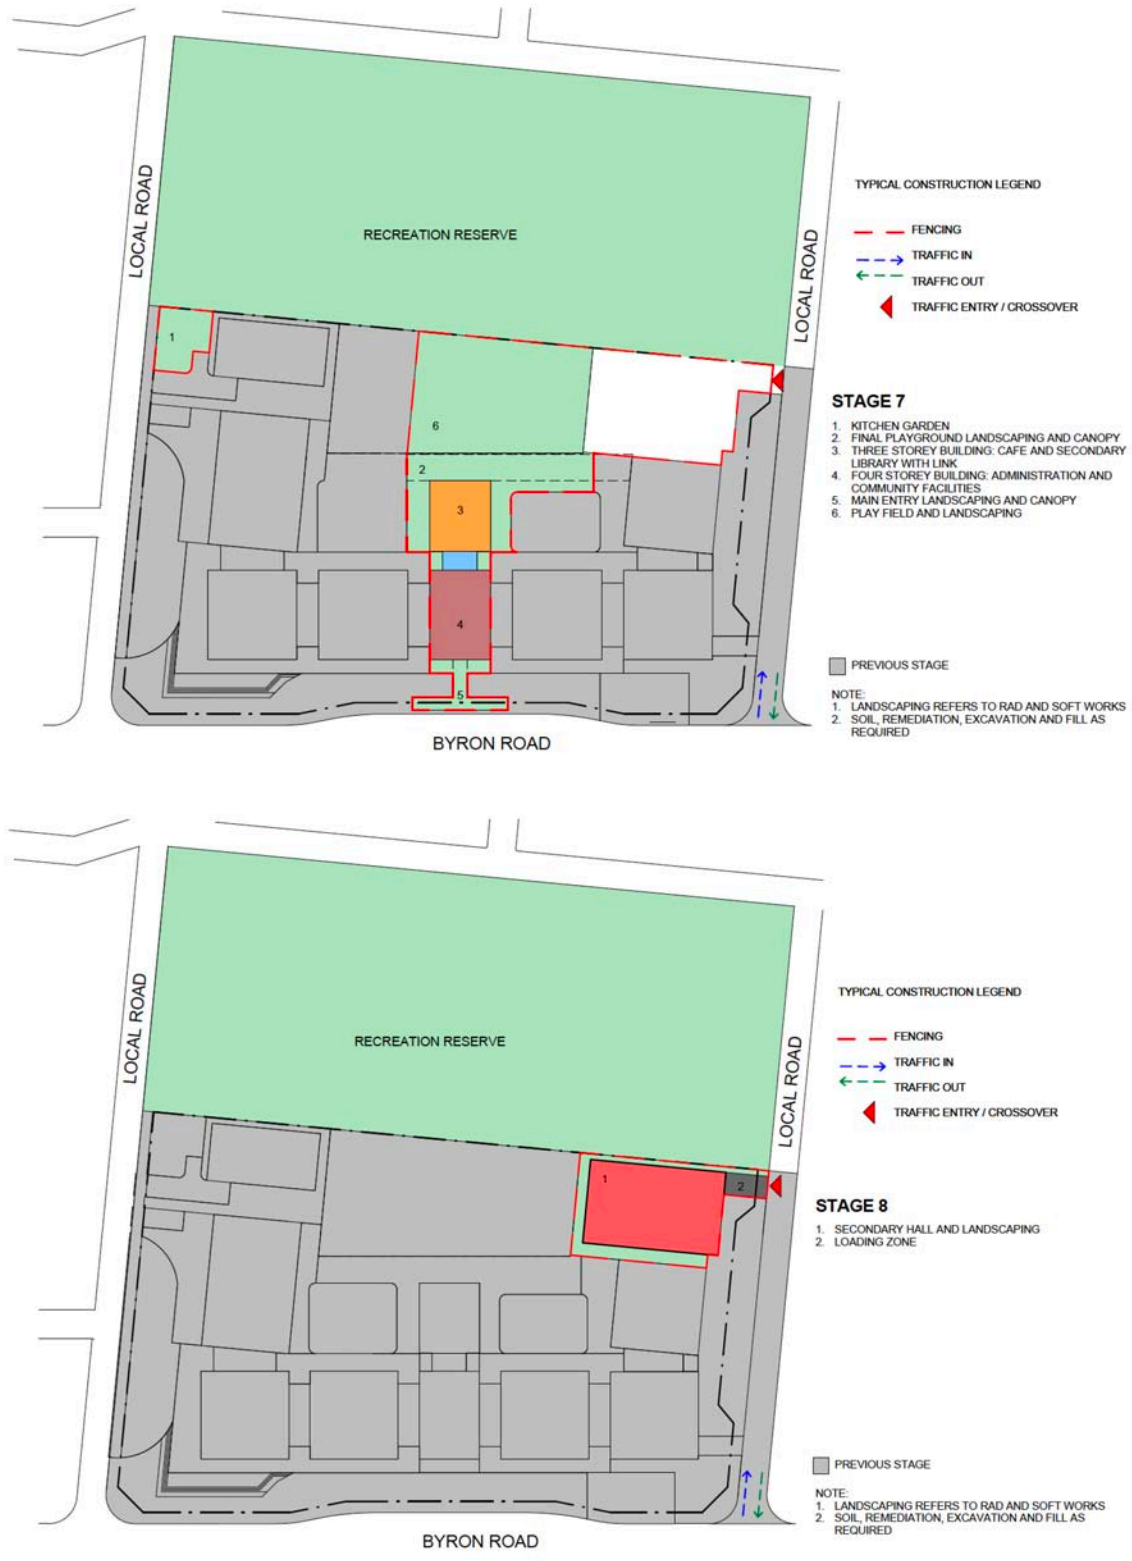 LOCAL ROAD
RECREATION RESERVE
LOCAL ROAD
TYPICAL CONSTRUCTION LEGEND
FENCING
TRAFFIC IN
TRAFFIC OUT
TRAFFIC ENTRY / CROSSOVER
1
6
2
3
4
5
STAGE 7
1. KITCHEN GARDEN
2. FINAL PLAYGROUND LANDSCAPING AND CANOPY
3. THREE STOREY BUILDING: CAFE AND SECONDARY
LIBRARY WITH LINK
4. FOUR STOREY BUILDING: ADMINISTRATION AND
COMMUNITY FACILITIES
5. MAIN ENTRY LANDSCAPING AND CANOPY
6. PLAY FIELD AND LANDSCAPING
PREVIOUS STAGE
NOTE:
1. LANDSCAPING REFERS TO RAD AND SOFT WORKS
2. SOIL, REMEDIATION, EXCAVATION AND FILL AS
REQUIRED
BYRON ROAD
LOCAL ROAD
RECREATION RESERVE
LOCAL ROAD
TYPICAL CONSTRUCTION LEGEND
FENCING
TRAFFIC IN
TRAFFIC OUT
TRAFFIC ENTRY / CROSSOVER
1
2
STAGE 8
1. SECONDARY HALL AND LANDSCAPING
2. LOADING ZONE
PREVIOUS STAGE
NOTE:
1. LANDSCAPING REFERS TO RAD AND SOFT WORKS
2. SOIL, REMEDIATION, EXCAVATION AND FILL AS
REQUIRED
BYRON ROAD